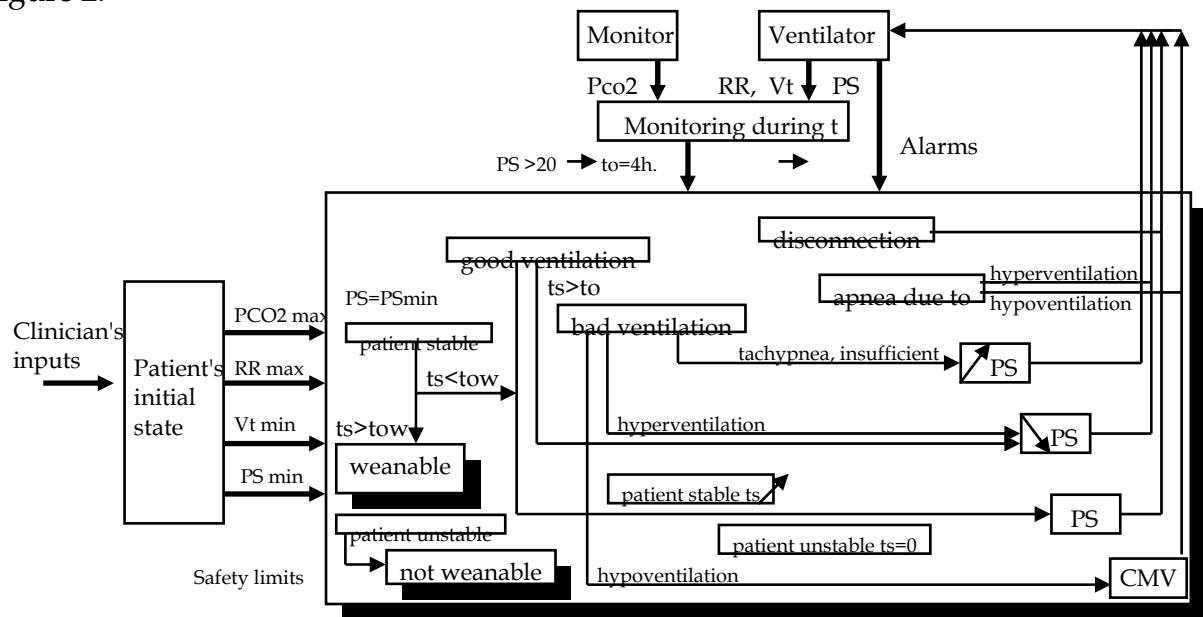 Monitor
Ventilator
Pco2
RR, Vt PS
Monitoring during t
PS >20
to=4h.
Alarms
disconnection
good ventilation
ts>to
hyperventilation
apnea due to
hypoventilation
PS=PSmin
PCO2 max
bad ventilation
Clinician's
inputs
patient stable
tachypnea, insufficient
PS
Patient's
initial
state
RR max
ts<tow
Vt min
ts>tow
hyperventilation
PS
weanable
PS min
patient stable ts
PS
patient unstable
patient unstable ts=0
Safety limits
not weanable
hypoventilation
CMV